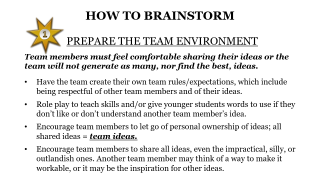 HOW TO BRAINSTORM
1
PREPARE THE TEAM ENVIRONMENT
Team members must feel comfortable sharing their ideas or the
team will not generate as many, nor find the best, ideas.
• Have the team create their own team rules/expectations, which include
being respectful of other team members and of their ideas.
• Role play to teach skills and/or give younger students words to use if they
don't like or don't understand another team member's idea.
• Encourage team members to let go of personal ownership of ideas; all
shared ideas = team ideas.
• Encourage team members to share all ideas, even the impractical, silly, or
outlandish ones. Another team member may think of a way to make it
workable, or it may be the inspiration for other ideas.